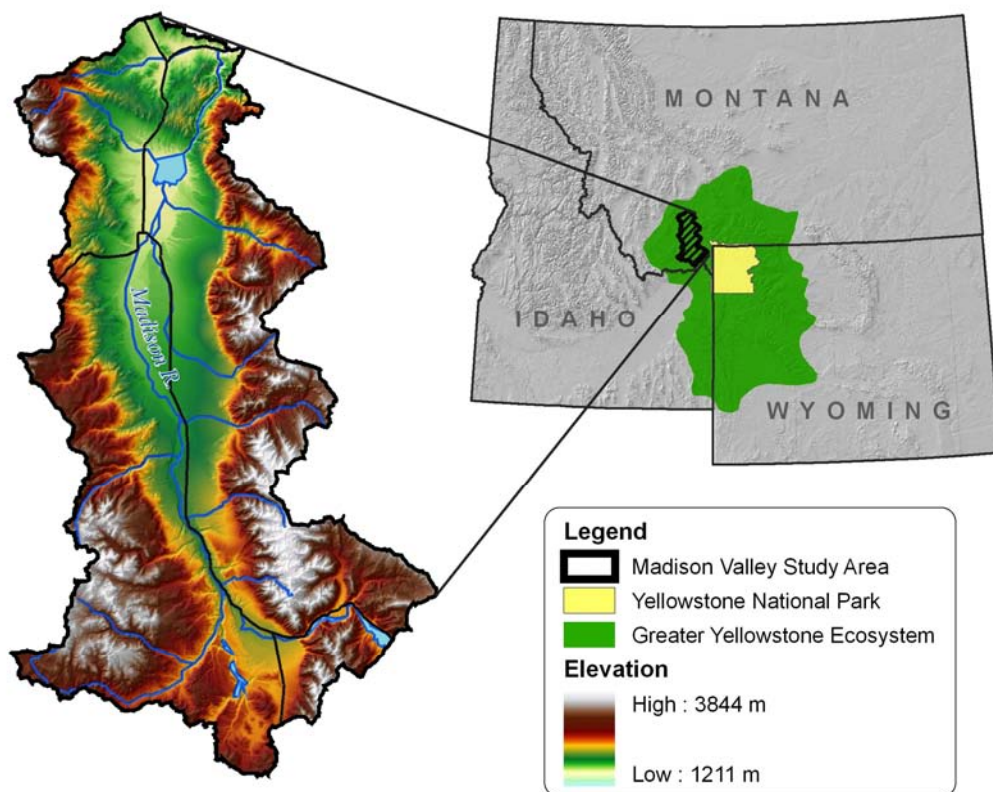 MONTANA
IDAHO
WYOMING
Madison R.
Legend
Madison Valley Study Area
Yellowstone National Park
Greater Yellowstone Ecosystem
Elevation
High : 3844 m
Low : 1211 m